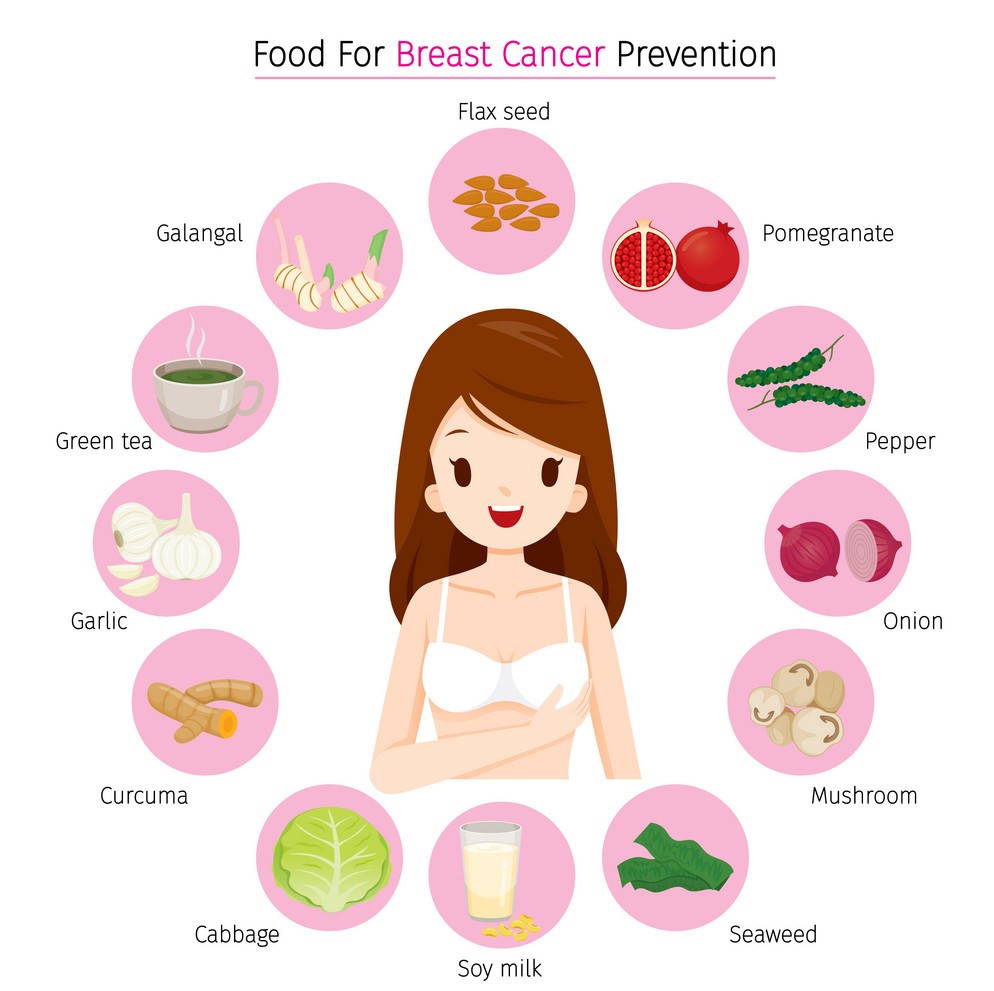 Food For Breast Cancer Prevention
Flax seed
Galangal
Pomegranate
Green tea
Pepper
Garlic
Onion
Curcuma
Mushroom
Cabbage
Seaweed
Soy milk